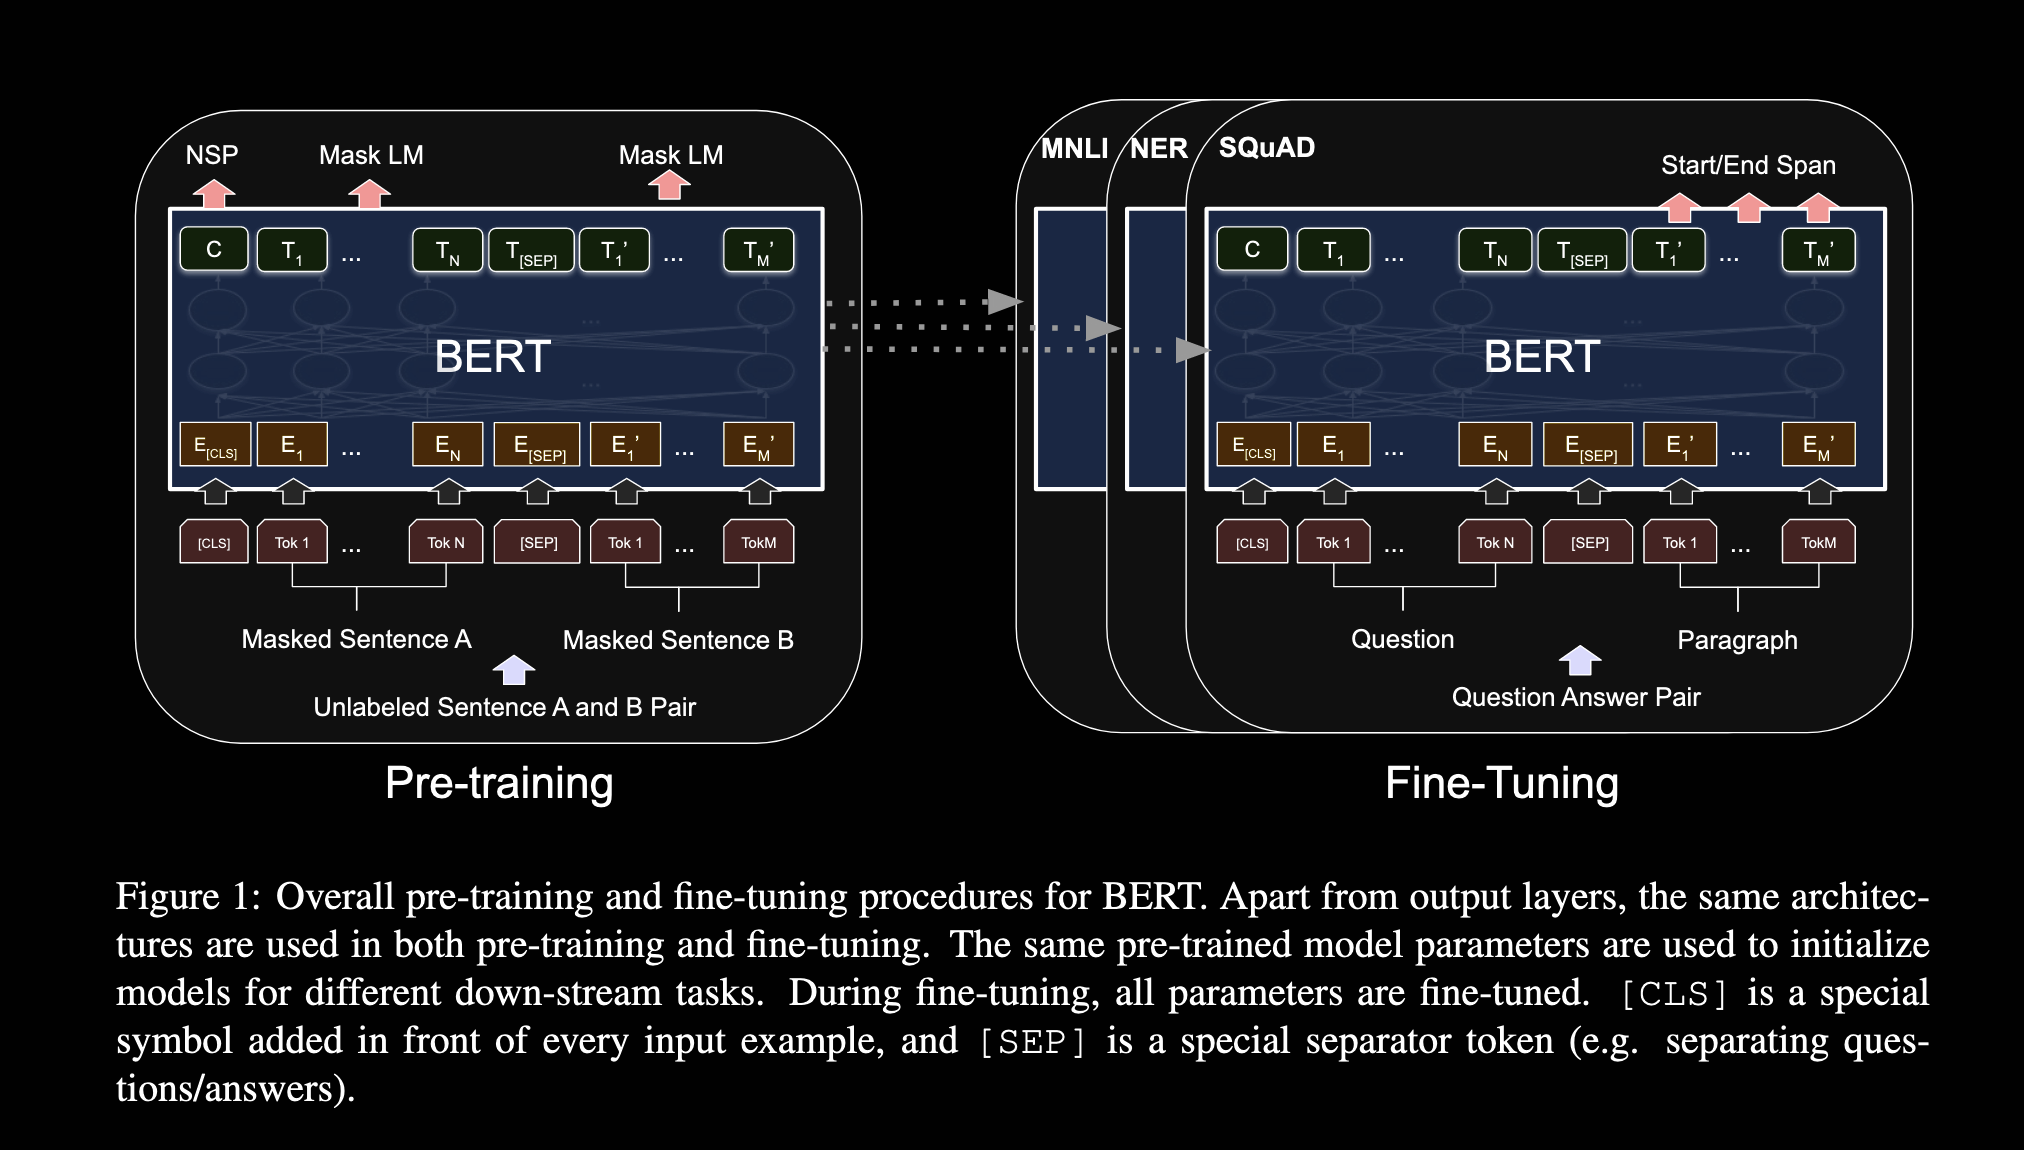 NSP Mask LM Mask LM
C T1 ... TN T[SEP] T1’ ... TM’
...
BERT
...
E[CLS] E1 ... EN E[SEP] E1’ ... EM’
[CLS] Tok 1 ... Tok N [SEP] Tok 1 ... TokM
Masked Sentence A Masked Sentence B
Unlabeled Sentence A and B Pair
Pre-training
MNLI NER SQuAD
Start/End Span
C T1 ... TN T[SEP] T1’ ... TM’
...
BERT
...
E[CLS] E1 ... EN E[SEP] E1’ ... EM’
[CLS] Tok 1 ... Tok N [SEP] Tok 1 ... TokM
Question Paragraph
Question Answer Pair
Fine-Tuning
Figure 1: Overall pre-training and fine-tuning procedures for BERT. Apart from output layers, the same architec-
tures are used in both pre-training and fine-tuning. The same pre-trained model parameters are used to initialize
models for different down-stream tasks. During fine-tuning, all parameters are fine-tuned. [CLS] is a special
symbol added in front of every input example, and [SEP] is a special separator token (e.g. separating ques-
tions/answers).